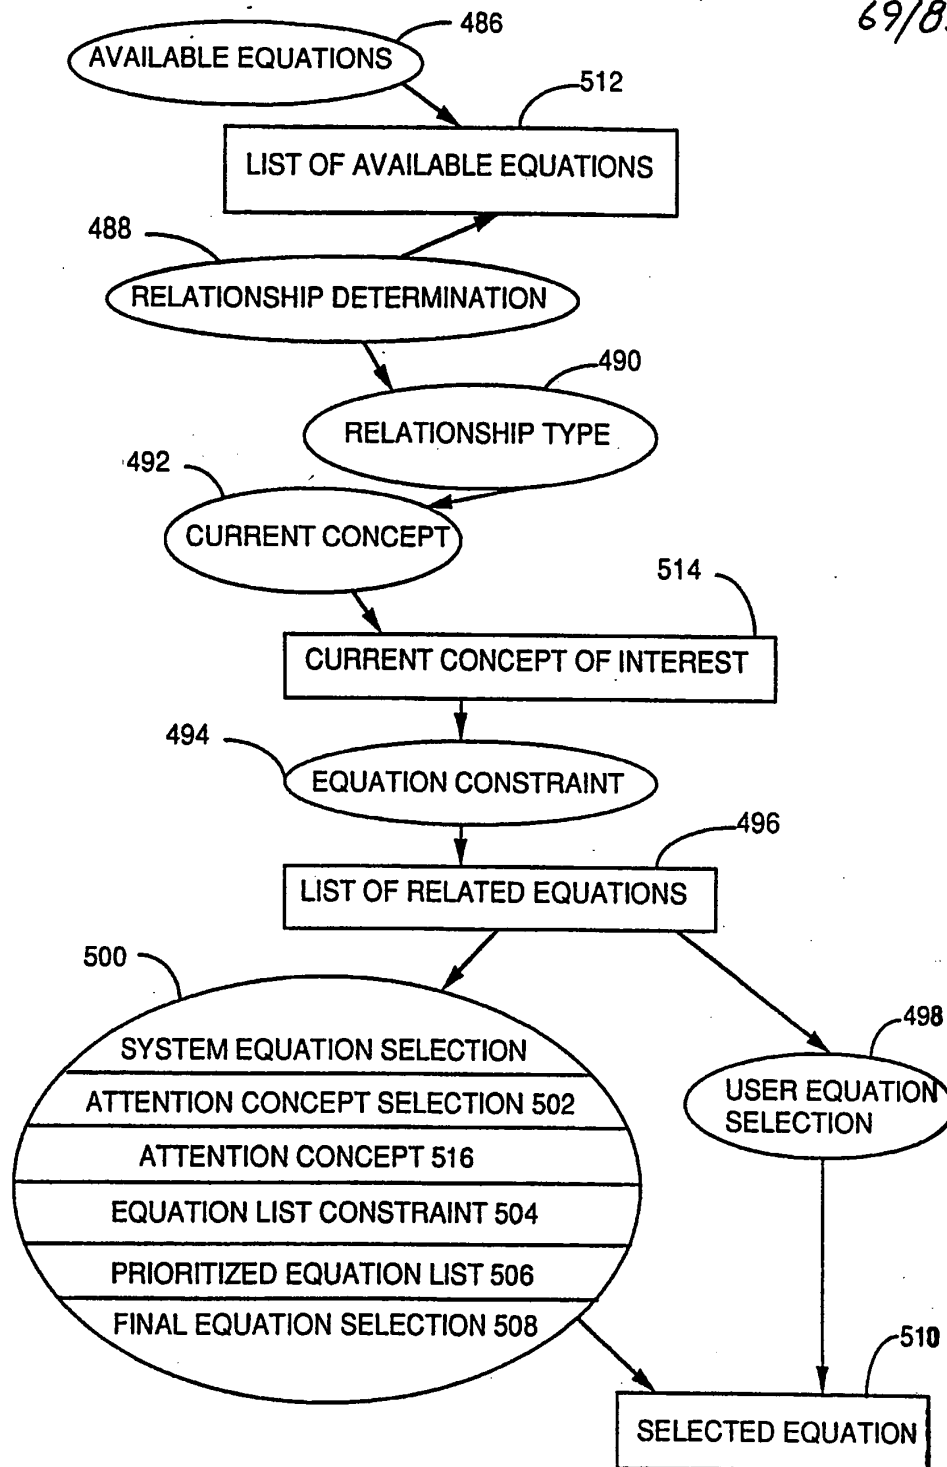 69/8
486
AVAILABLE EQUATIONS
512
LIST OF AVAILABLE EQUATIONS
488
RELATIONSHIP DETERMINATION
490
RELATIONSHIP TYPE
492
CURRENT CONCEPT
514
CURRENT CONCEPT OF INTEREST
494
EQUATION CONSTRAINT
496
LIST OF RELATED EQUATIONS
500
SYSTEM EQUATION SELECTION
ATTENTION CONCEPT SELECTION 502
ATTENTION CONCEPT 516
EQUATION LIST CONSTRAINT 504
PRIORITIZED EQUATION LIST 506
FINAL EQUATION SELECTION 508
498
USER EQUATION
SELECTION
510
SELECTED EQUATION